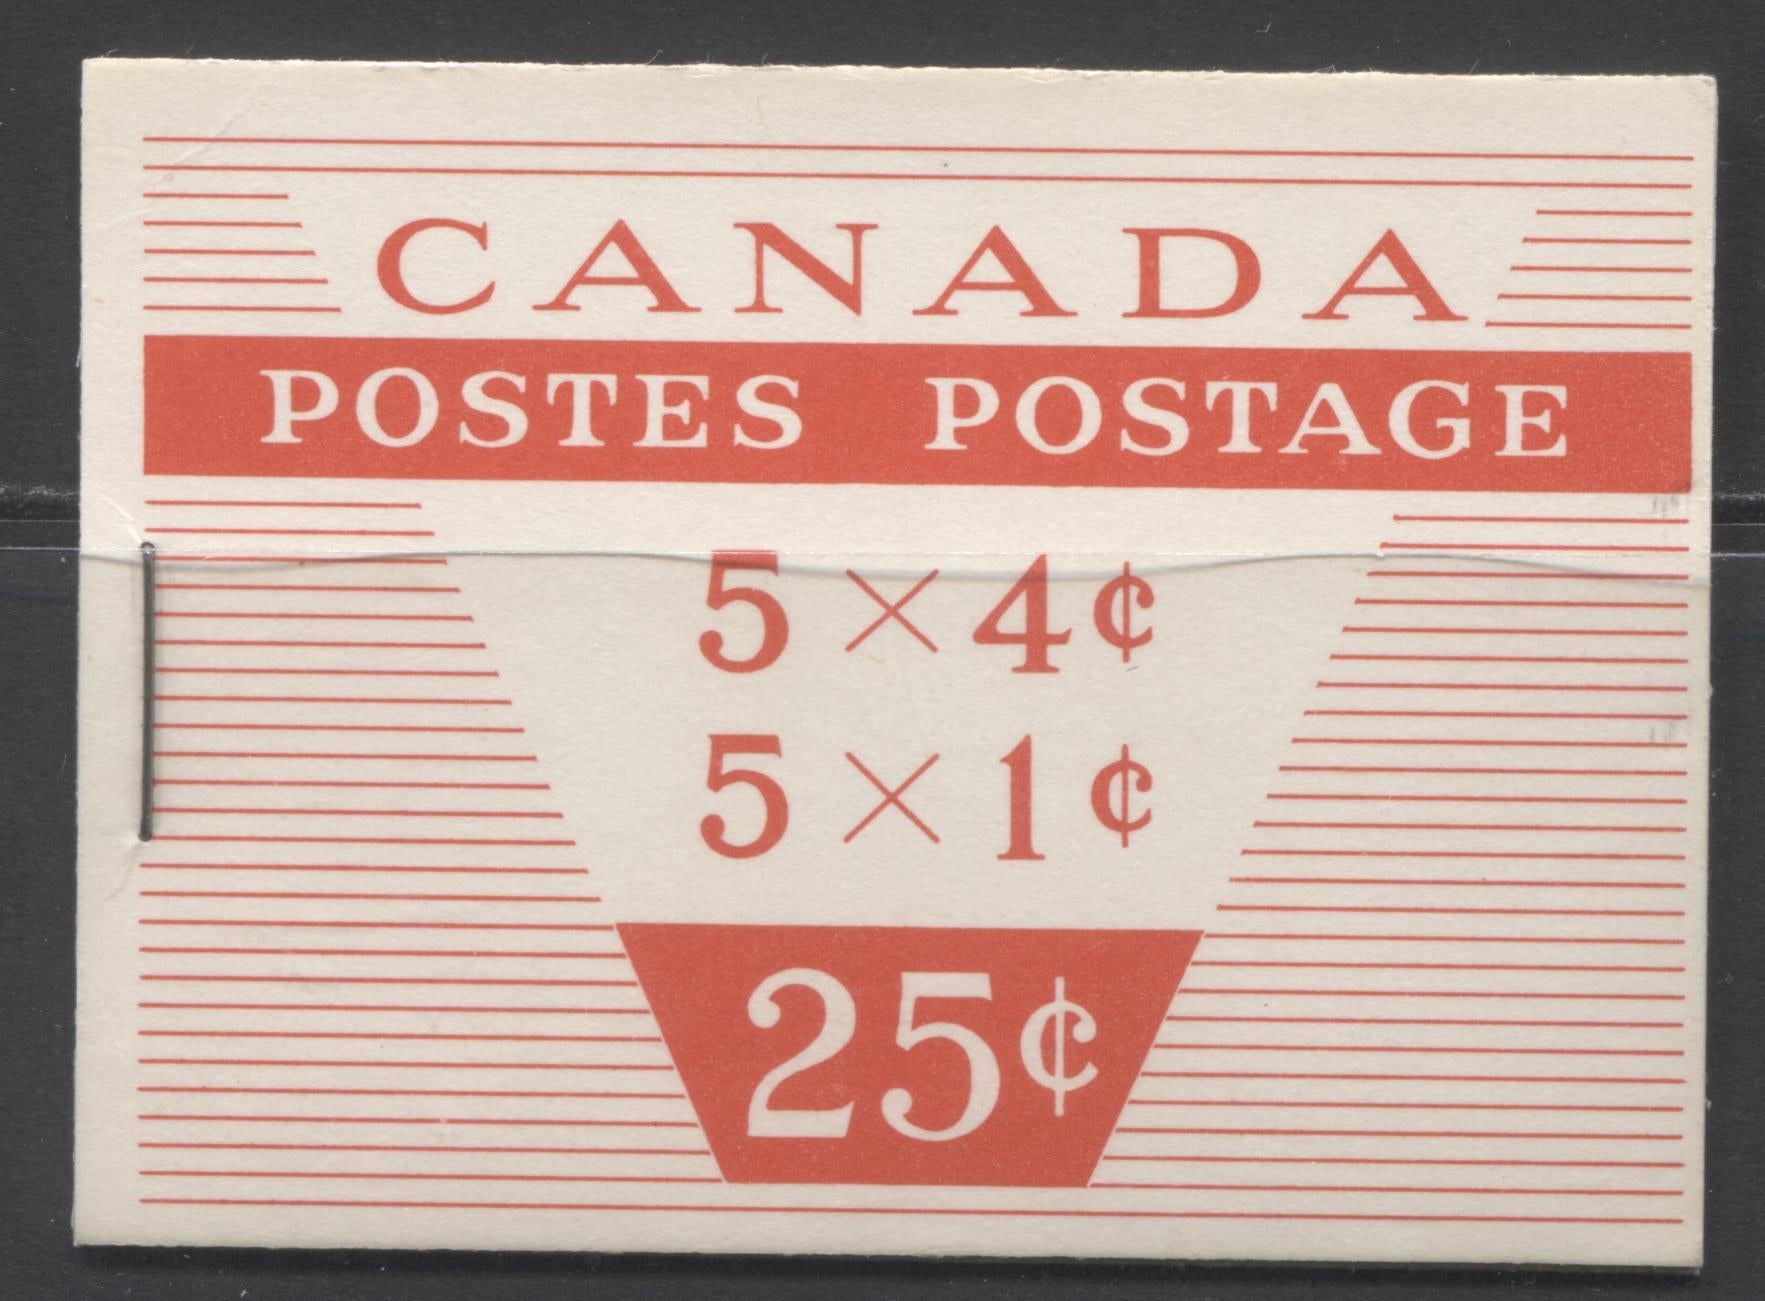 CANADA
POSTES POSTAGE
5 × 4¢
5 × 1¢
25¢